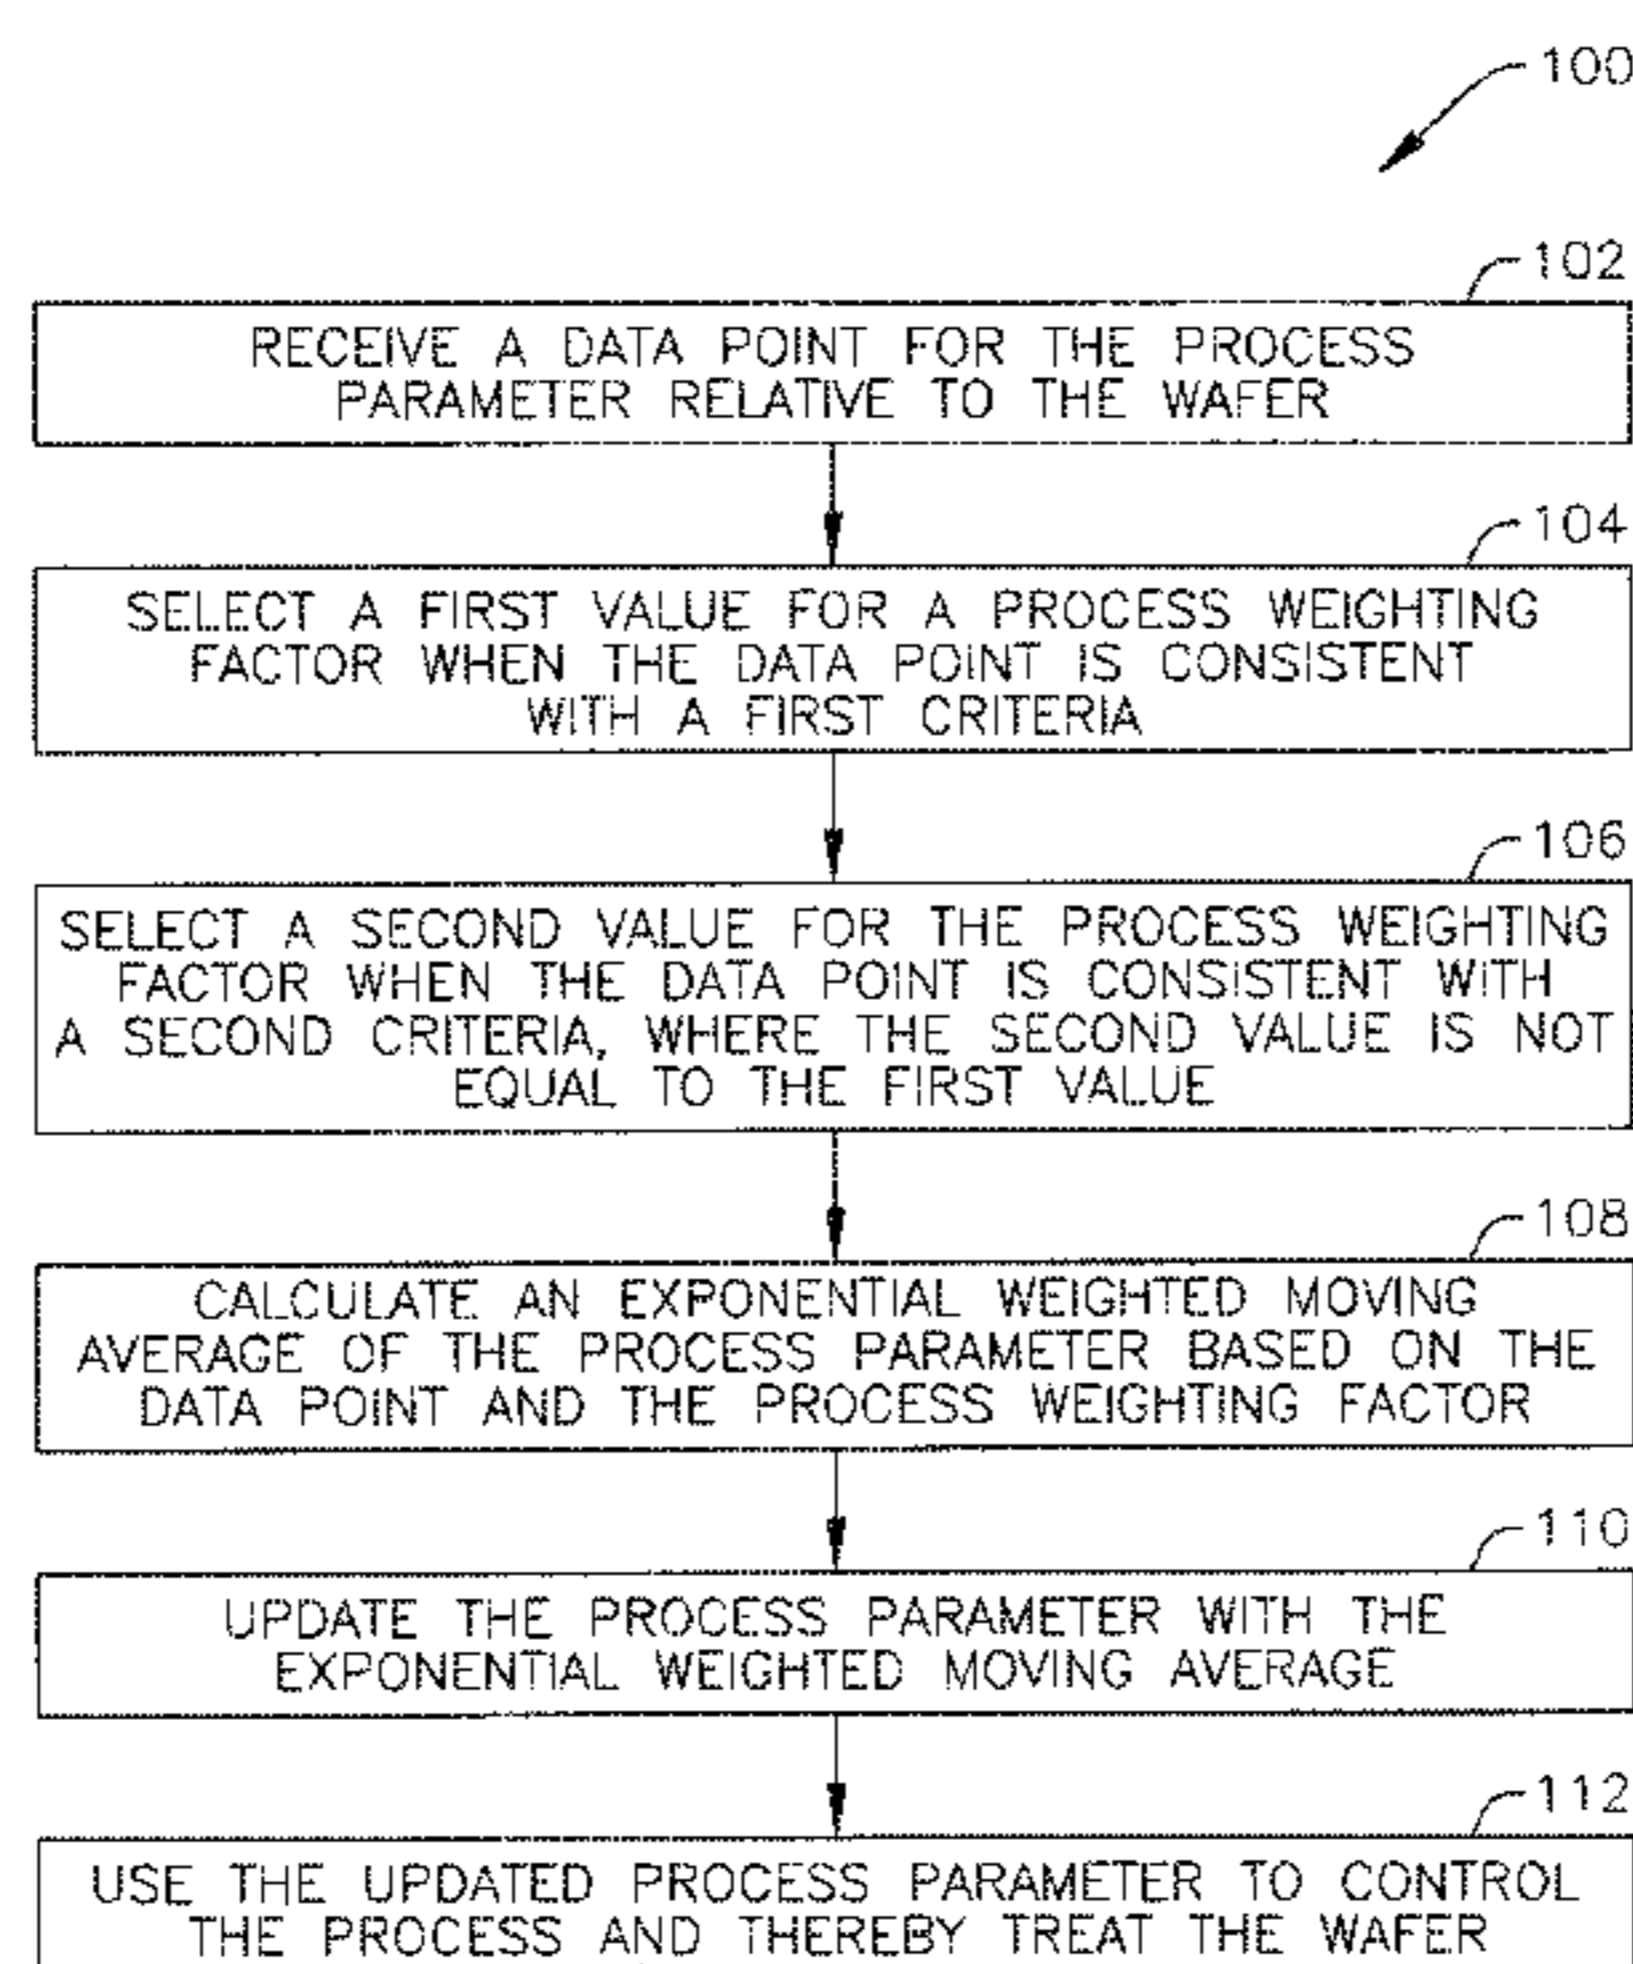 100
102
RECEIVE A DATA POINT FOR THE PROCESS
PARAMETER RELATIVE TO THE WAFER
104
SELECT A FIRST VALUE FOR A PROCESS WEIGHTING
FACTOR WHEN THE DATA POINT IS CONSISTENT
WITH A FIRST CRITERIA
106
SELECT A SECOND VALUE FOR THE PROCESS WEIGHTING
FACTOR WHEN THE DATA POINT IS CONSISTENT WITH
A SECOND CRITERIA, WHERE THE SECOND VALUE IS NOT
EQUAL TO THE FIRST VALUE
108
CALCULATE AN EXPONENTIAL WEIGHTED MOVING
AVERAGE OF THE PROCESS PARAMETER BASED ON THE
DATA POINT AND THE PROCESS WEIGHTING FACTOR
110
UPDATE THE PROCESS PARAMETER WITH THE
EXPONENTIAL WEIGHTED MOVING AVERAGE
112
USE THE UPDATED PROCESS PARAMETER TO CONTROL
THE PROCESS AND THEREBY TREAT THE WAFER